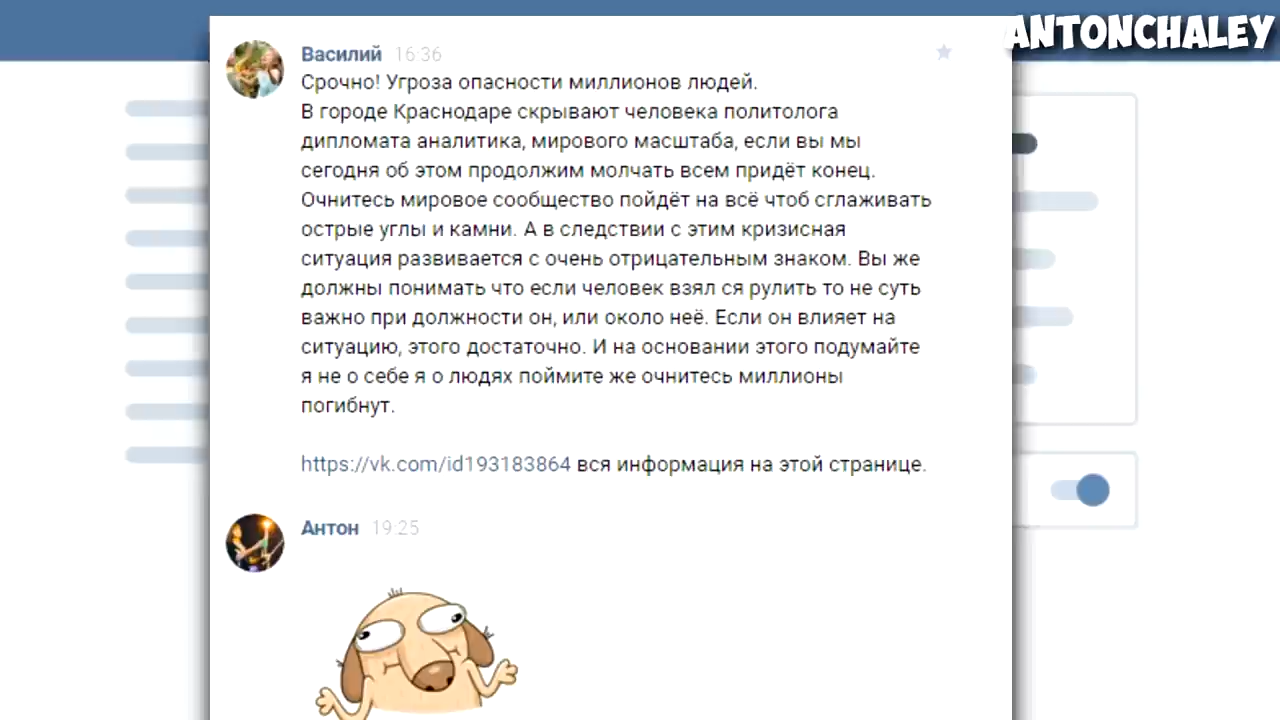 ANTONCHALEY
Василий 16:36
Срочно! Угроза опасности миллионов людей.
В городе Краснодаре скрывают человека политолога
дипломата аналитика, мирового масштаба, если вы мы
сегодня об этом продолжим молчать всем придёт конец.
Очнитесь мировое сообщество пойдёт на всё чтоб сглаживать
острые углы и камни. А в следствии с этим кризисная
ситуация развивается с очень отрицательным знаком. Вы же
должны понимать что если человек взял ся рулить то не суть
важно при должности он, или около неё. Если он влияет на
ситуацию, этого достаточно. И на основании этого подумайте
я не о себе я о людях поймите же очнитесь миллионы
погибнут.
https://vk.com/id193183864 вся информация на этой странице.
Антон 19:25